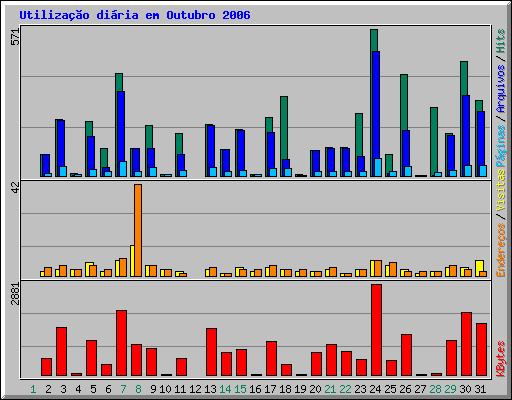 Utilização diária em Outubro 2006
571
42
2881
Páginas / Arquivos / Hits
Endereços / Visitas
KBytes
1 2 3 4 5 6 7 8 9 10 11 12 13 14 15 16 17 18 19 20 21 22 23 24 25 26 27 28 29 30 31